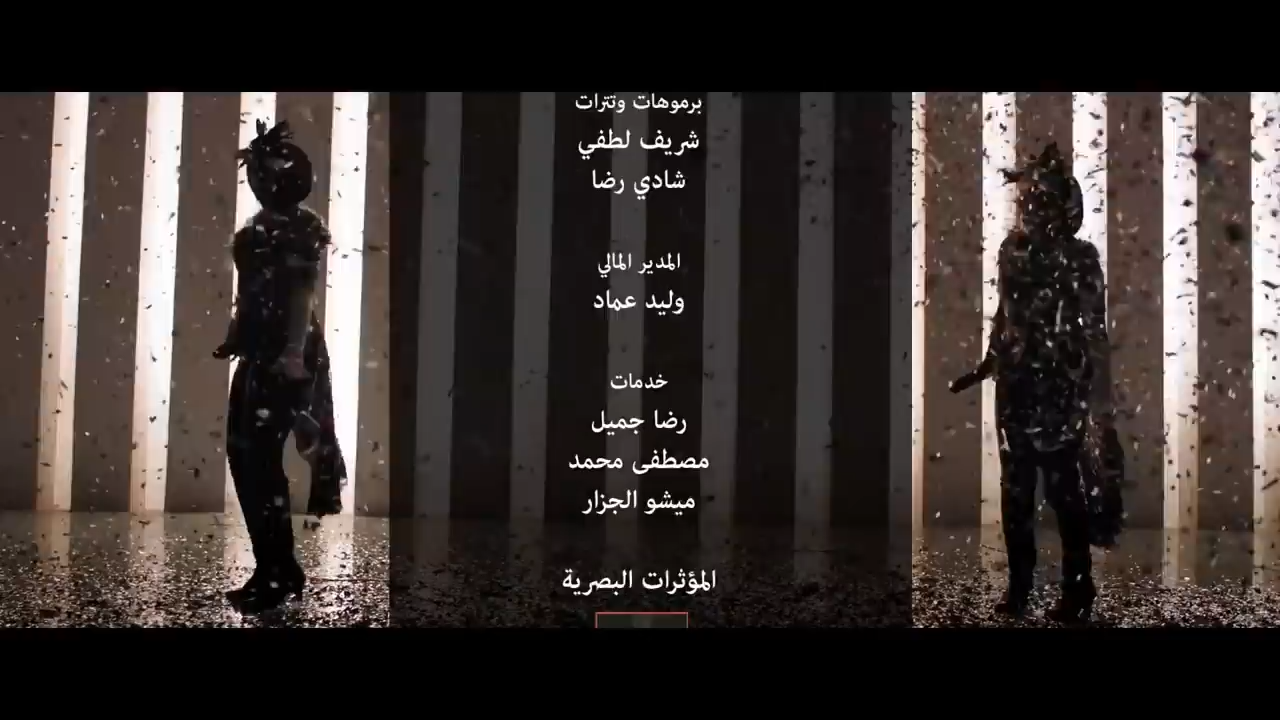 برموهات وتترات
شريف لطفي
شادي رضا
المدير المالي
وليد عماد
خدمات
رضا جميل
مصطفى محمد
ميشو الجزار
المؤثرات البصرية